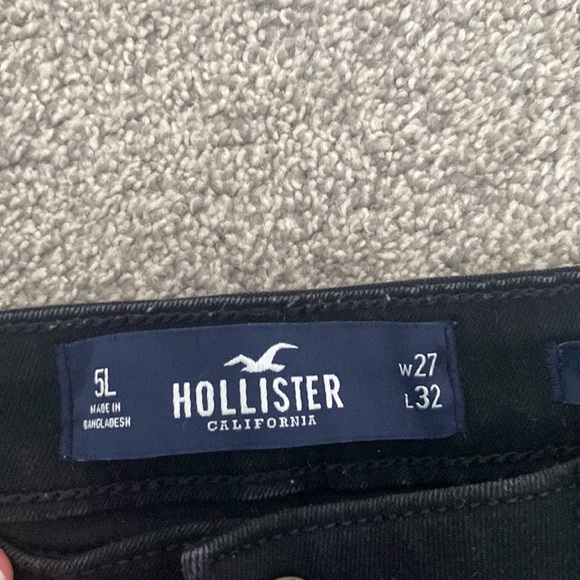 5L
MADE IN
BANGLADESH
HOLLISTER
CALIFORNIA
W27
L32